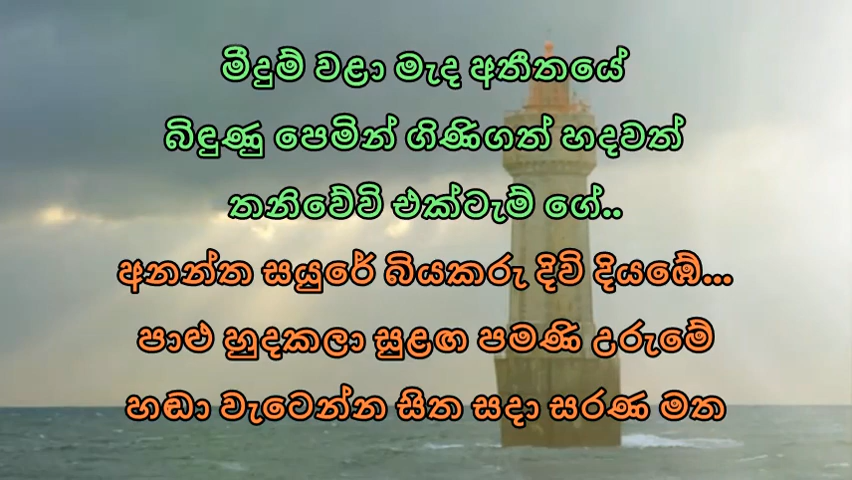 මීදුම් වළා මැද අතීතයේ
බිඳුණු පෙමින් ගිණිගත් හදවත්
තනිවේවි එක්ටැම් ගේ..
අනන්ත සයුරේ බියකරු දිවි දියඹේ...
පාළු හුදකලා සුළඟ පමණි උරුමේ
හඬා වැටෙන්න සිත සදා සරණ මත